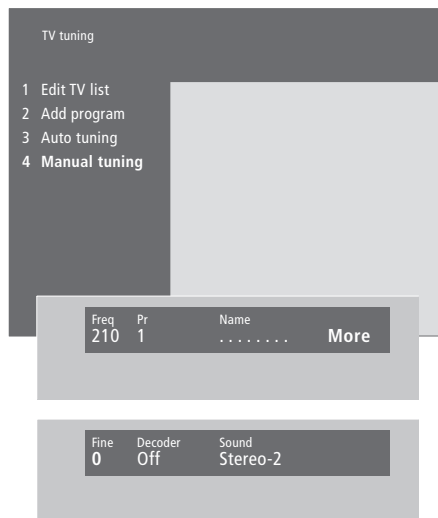 TV tuning
1 Edit TV list
2 Add program
3 Auto tuning
4 Manual tuning
Freq Pr Name
210 1 . . . . . . . . More
Fine Decoder Sound
0 Off Stereo-2